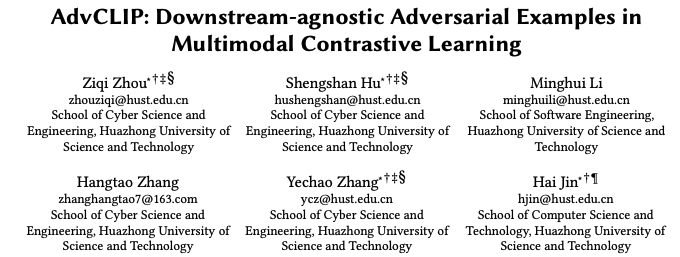 AdvCLIP: Downstream-agnostic Adversarial Examples in
Multimodal Contrastive Learning
Ziqi Zhou⋆†‡§
zhouziqi@hust.edu.cn
School of Cyber Science and
Engineering, Huazhong University of
Science and Technology
Shengshan Hu⋆†‡§
hushengshan@hust.edu.cn
School of Cyber Science and
Engineering, Huazhong University of
Science and Technology
Minghui Li
minghuili@hust.edu.cn
School of Software Engineering,
Huazhong University of Science and
Technology
Hangtao Zhang
zhanghangtao7@163.com
School of Cyber Science and
Engineering, Huazhong University of
Science and Technology
Yechao Zhang⋆†‡§
ycz@hust.edu.cn
School of Cyber Science and
Engineering, Huazhong University of
Science and Technology
Hai Jin⋆†¶
hjin@hust.edu.cn
School of Computer Science and
Technology, Huazhong University of
Science and Technology